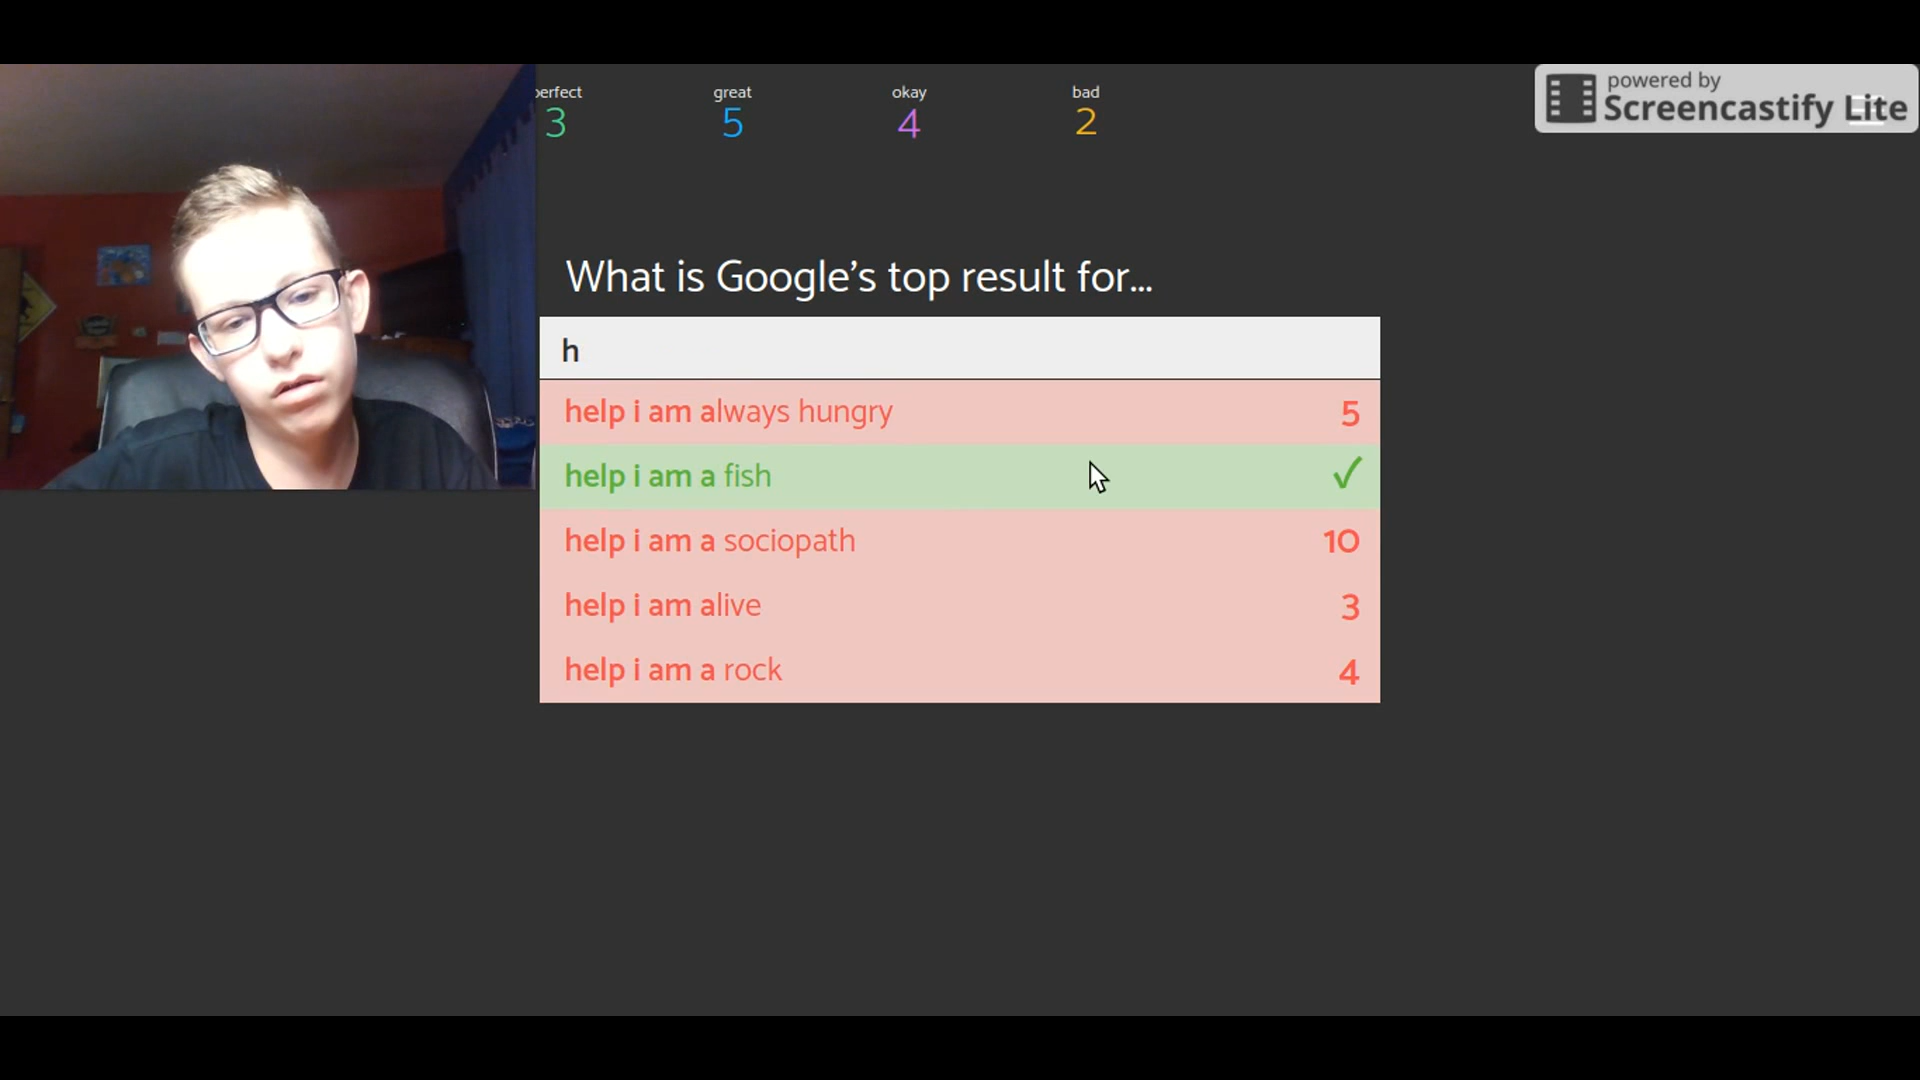 perfect great okay bad
3 5 4 2
powered by
Screencastify Lite
What is Google's top result for...
h
help i am always hungry 5
help i am a fish ✓
help i am a sociopath 10
help i am alive 3
help i am a rock 4